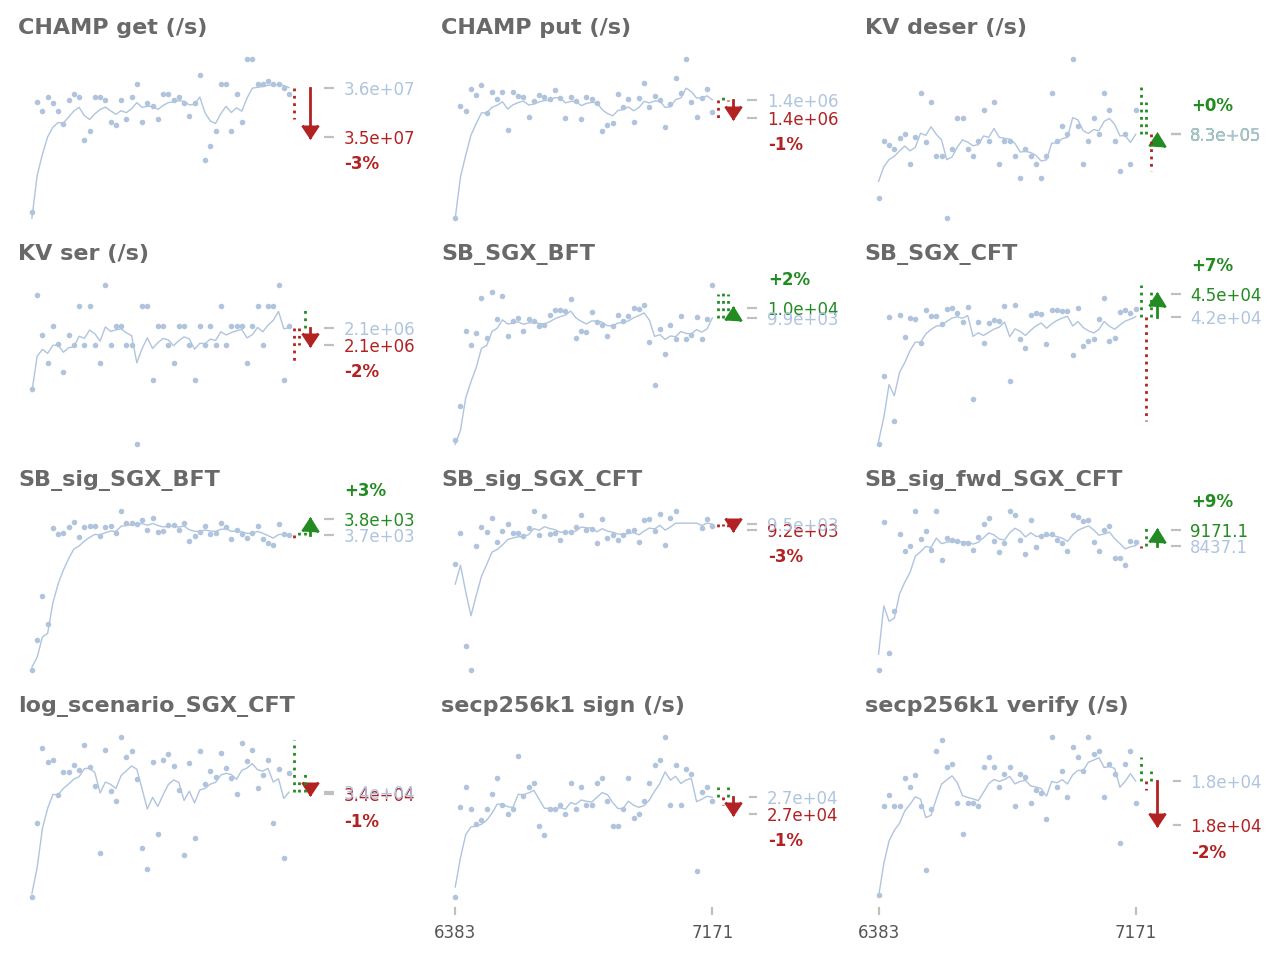 CHAMP get (/s)
3.6e+07
3.5e+07
-3%
CHAMP put (/s)
1.4e+06
1.4e+06
-1%
KV deser (/s)
+0%
8.3e+05
KV ser (/s)
2.1e+06
2.1e+06
-2%
SB_SGX_BFT
+2%
1.0e+04
9.9e+03
SB_SGX_CFT
+7%
4.5e+04
4.2e+04
SB_sig_SGX_BFT
+3%
3.8e+03
3.7e+03
SB_sig_SGX_CFT
9.5e+03
9.2e+03
-3%
SB_sig_fwd_SGX_CFT
+9%
9171.1
8437.1
log_scenario_SGX_CFT
3.4e+04
-1%
secp256k1 sign (/s)
2.7e+04
2.7e+04
-1%
6383
7171
secp256k1 verify (/s)
1.8e+04
1.8e+04
-2%
6383
7171